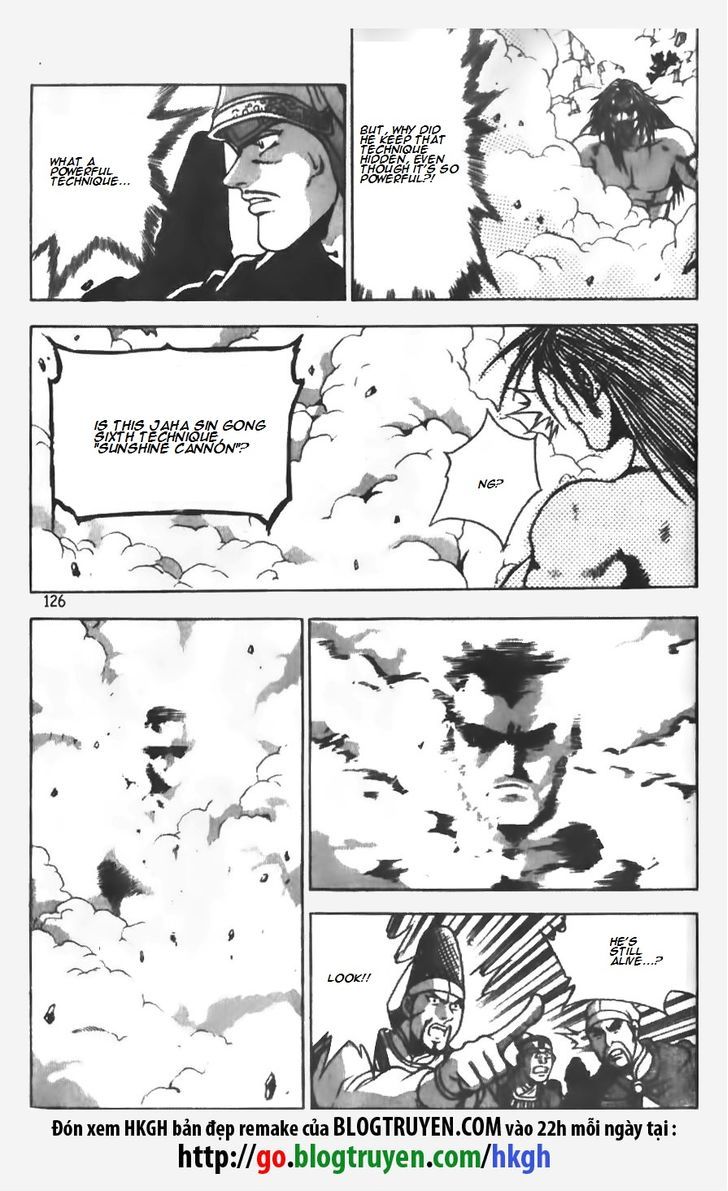 WHAT A
POWERFUL
TECHNIQUE...
BUT, WHY DID
HE KEEP THAT
TECHNIQUE
HIDDEN, EVEN
THOUGH IT'S SO
POWERFUL?!
IS THIS JAHA SIN GONG
SIXTH TECHNIQUE,
"SUNSHINE CANNON"?
NG?
126
LOOK!!
HE'S
STILL
ALIVE...?
Đón xem HKGH bản đẹp remake của BLOGTRUYEN.COM vào 22h mỗi ngày tại :
http://go.blogtruyen.com/hkgh